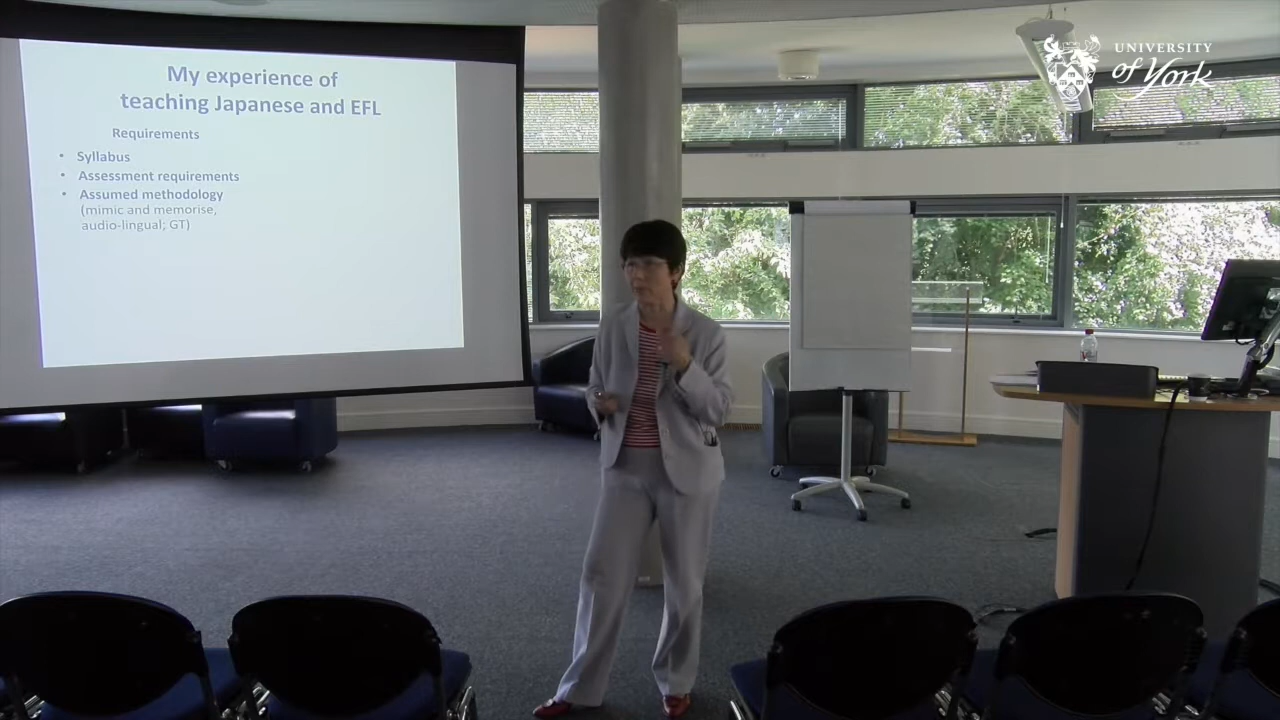 My experience of
teaching Japanese and EFL
Requirements
• Syllabus
• Assessment requirements
• Assumed methodology
(mimic and memorise,
audio-lingual; GT)
UNIVERSITY
of York